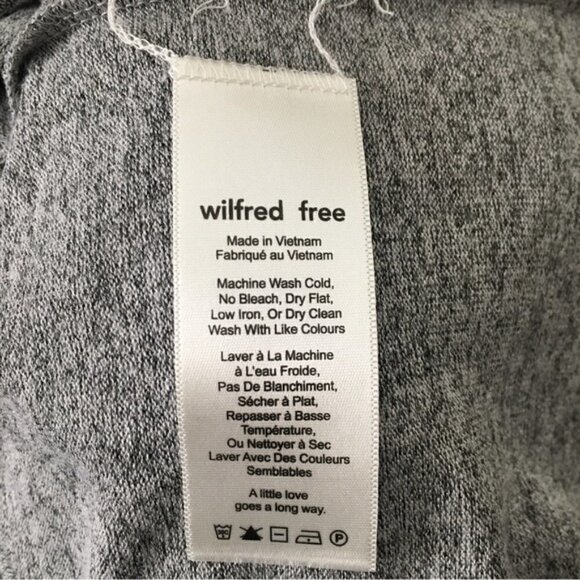 wilfred free
Made in Vietnam
Fabriqué au Vietnam
Machine Wash Cold,
No Bleach, Dry Flat,
Low Iron, Or Dry Clean
Wash With Like Colours
Laver à La Machine
à L'eau Froide,
Pas De Blanchiment,
Sécher à Plat,
Repasser à Basse
Température,
Ou Nettoyer à Sec
Laver Avec Des Couleurs
Semblables
A little love
goes a long way.
P